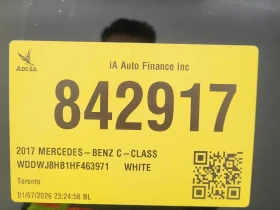 ADESA
iA Auto Finance Inc
842917
2017 MERCEDES-BENZ C-CLASS
WDDWJ8HB1HF463971 WHITE
Toronto
01/07/2026 23:24:58 BL